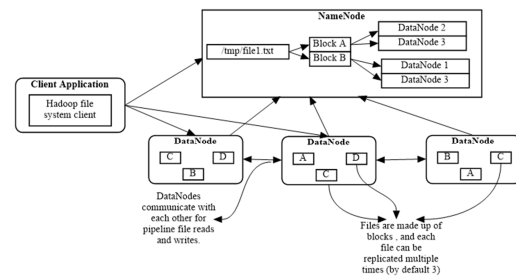 NameNode
/tmp/file1.txt
Block A
Block B
DataNode 2
DataNode 3
DataNode 1
DataNode 3
Client Application
Hadoop file
system client
DataNode
C
D
B
DataNode
A
D
C
DataNode
B
C
A
DataNodes
communicate with
each other for
pipeline file reads
and writes.
Files are made up of
blocks , and each
file can be
replicated multiple
times (by default 3)